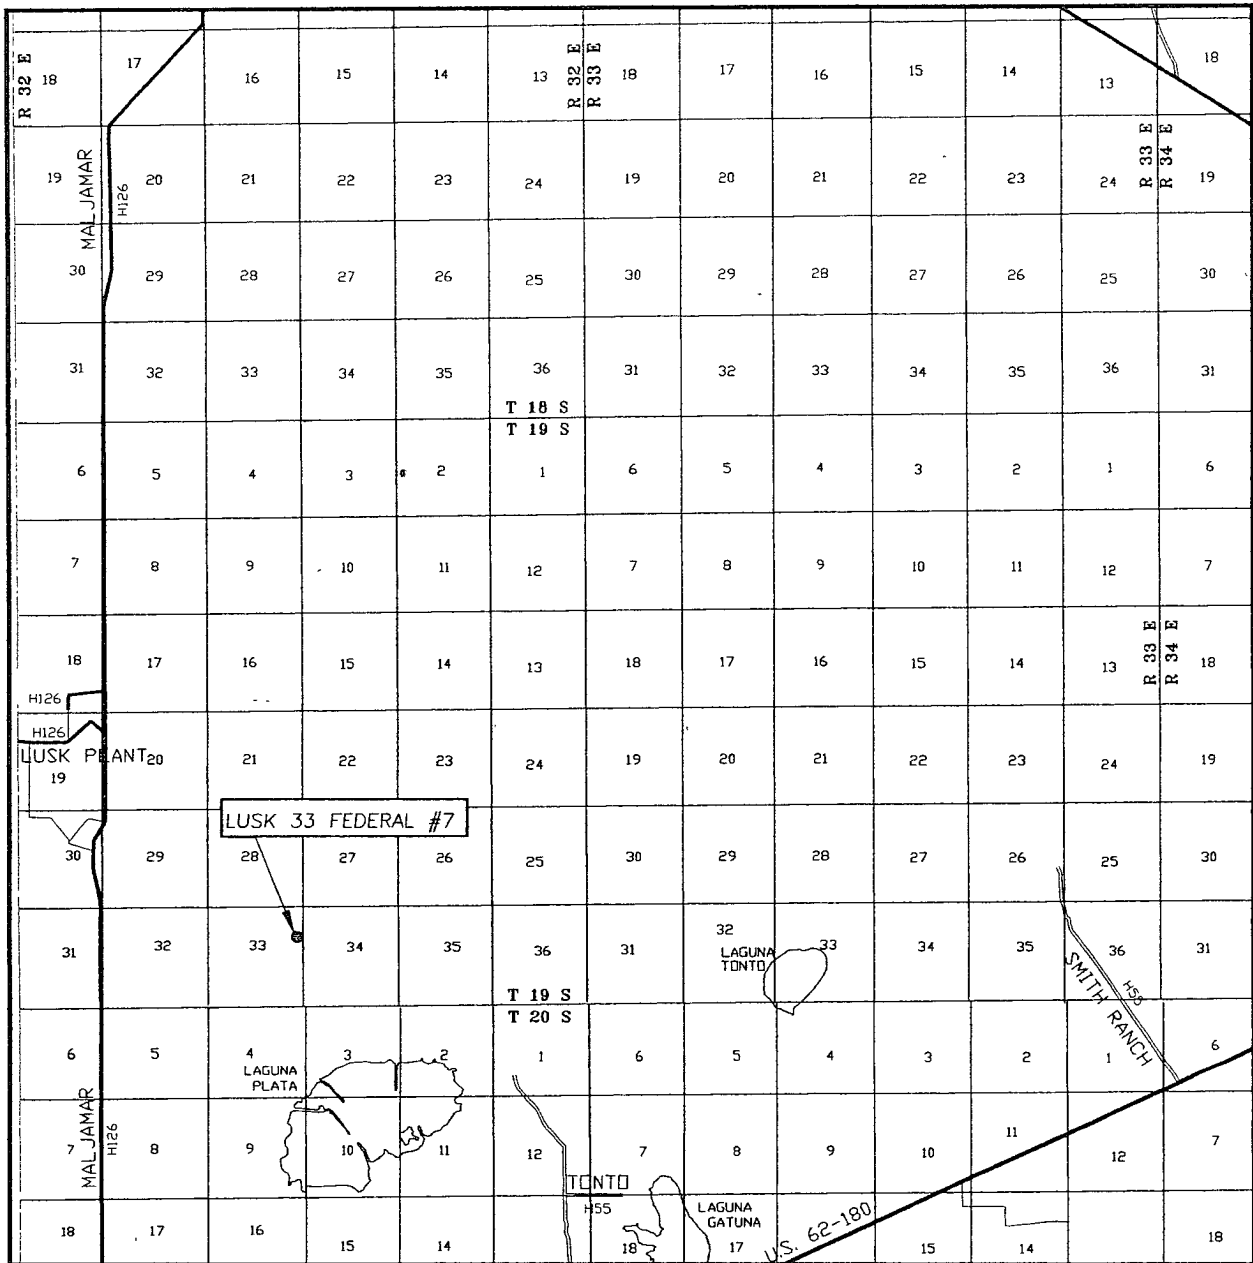 R 32 E
18 17 16 15 14 13
R 32 E
R 33 E
18 17 16 15 14 13 18
19 20 21 22 23 24 19 20 21 22 23 24
R 33 E
R 34 E
19
MALJAMAR
H126
30 29 28 27 26 25 30 29 28 27 26 25 30
31 32 33 34 35 36 31 32 33 34 35 36 31
T 18 S
T 19 S
6 5 4 3 2 1 6 5 4 3 2 1 6
7 8 9 10 11 12 7 8 9 10 11 12 7
18 17 16 15 14 13 18 17 16 15 14 13
R 33 E
R 34 E
18
H126
H126
LUSK PLANT
19 20 21 22 23 24 19 20 21 22 23 24 19
LUSK 33 FEDERAL #7
30 29 28 27 26 25 30 29 28 27 26 25 30
31 32 33 34 35 36 31 32 33 34 35 36 31
LAGUNA
TONTO
SMITH RANCH
H55
T 19 S
T 20 S
6 5 4 3 2 1 6 5 4 3 2 1 6
LAGUNA
PLATA
MALJAMAR
H126
7 8 9 10 11 12 7 8 9 10 11 12 7
TONTO
H55
LAGUNA
GATUNA
U.S. 62-180
18 17 16 15 14 18 17 15 14 18